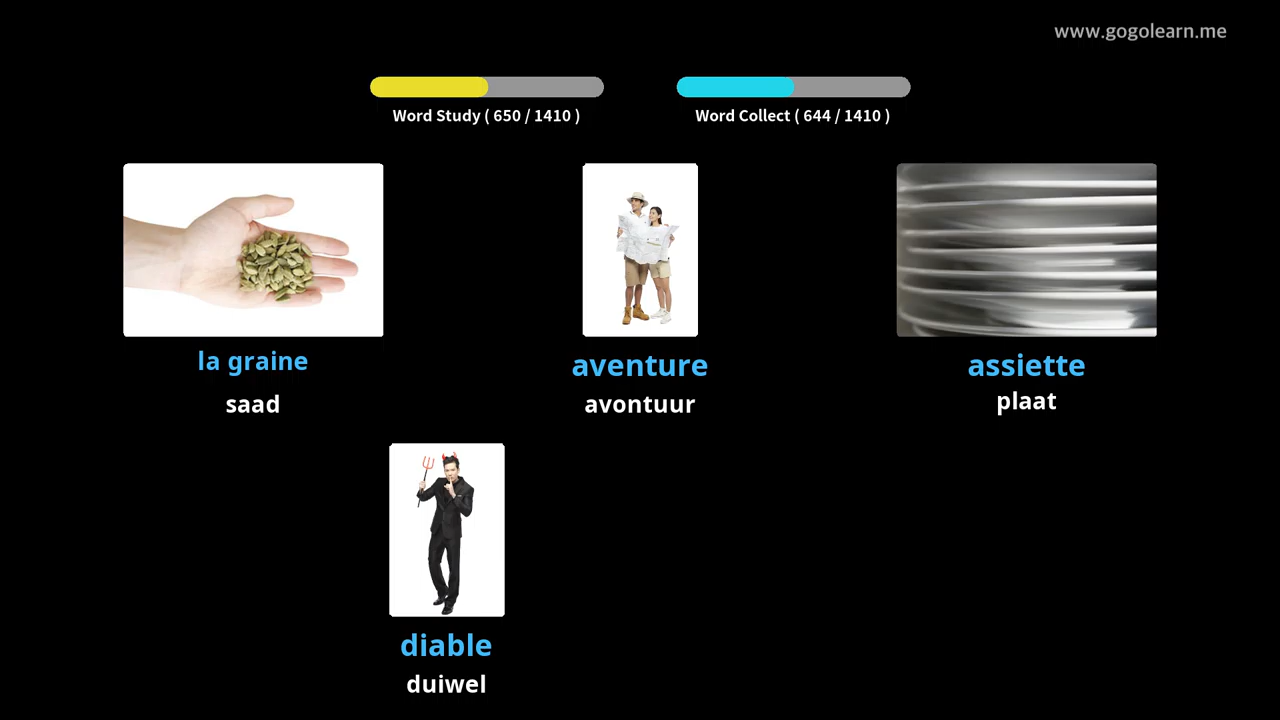 www.gogolearn.me
Word Study ( 650 / 1410 )
Word Collect ( 644 / 1410 )
la graine
saad
aventure
avontuur
assiette
plaat
diable
duiwel